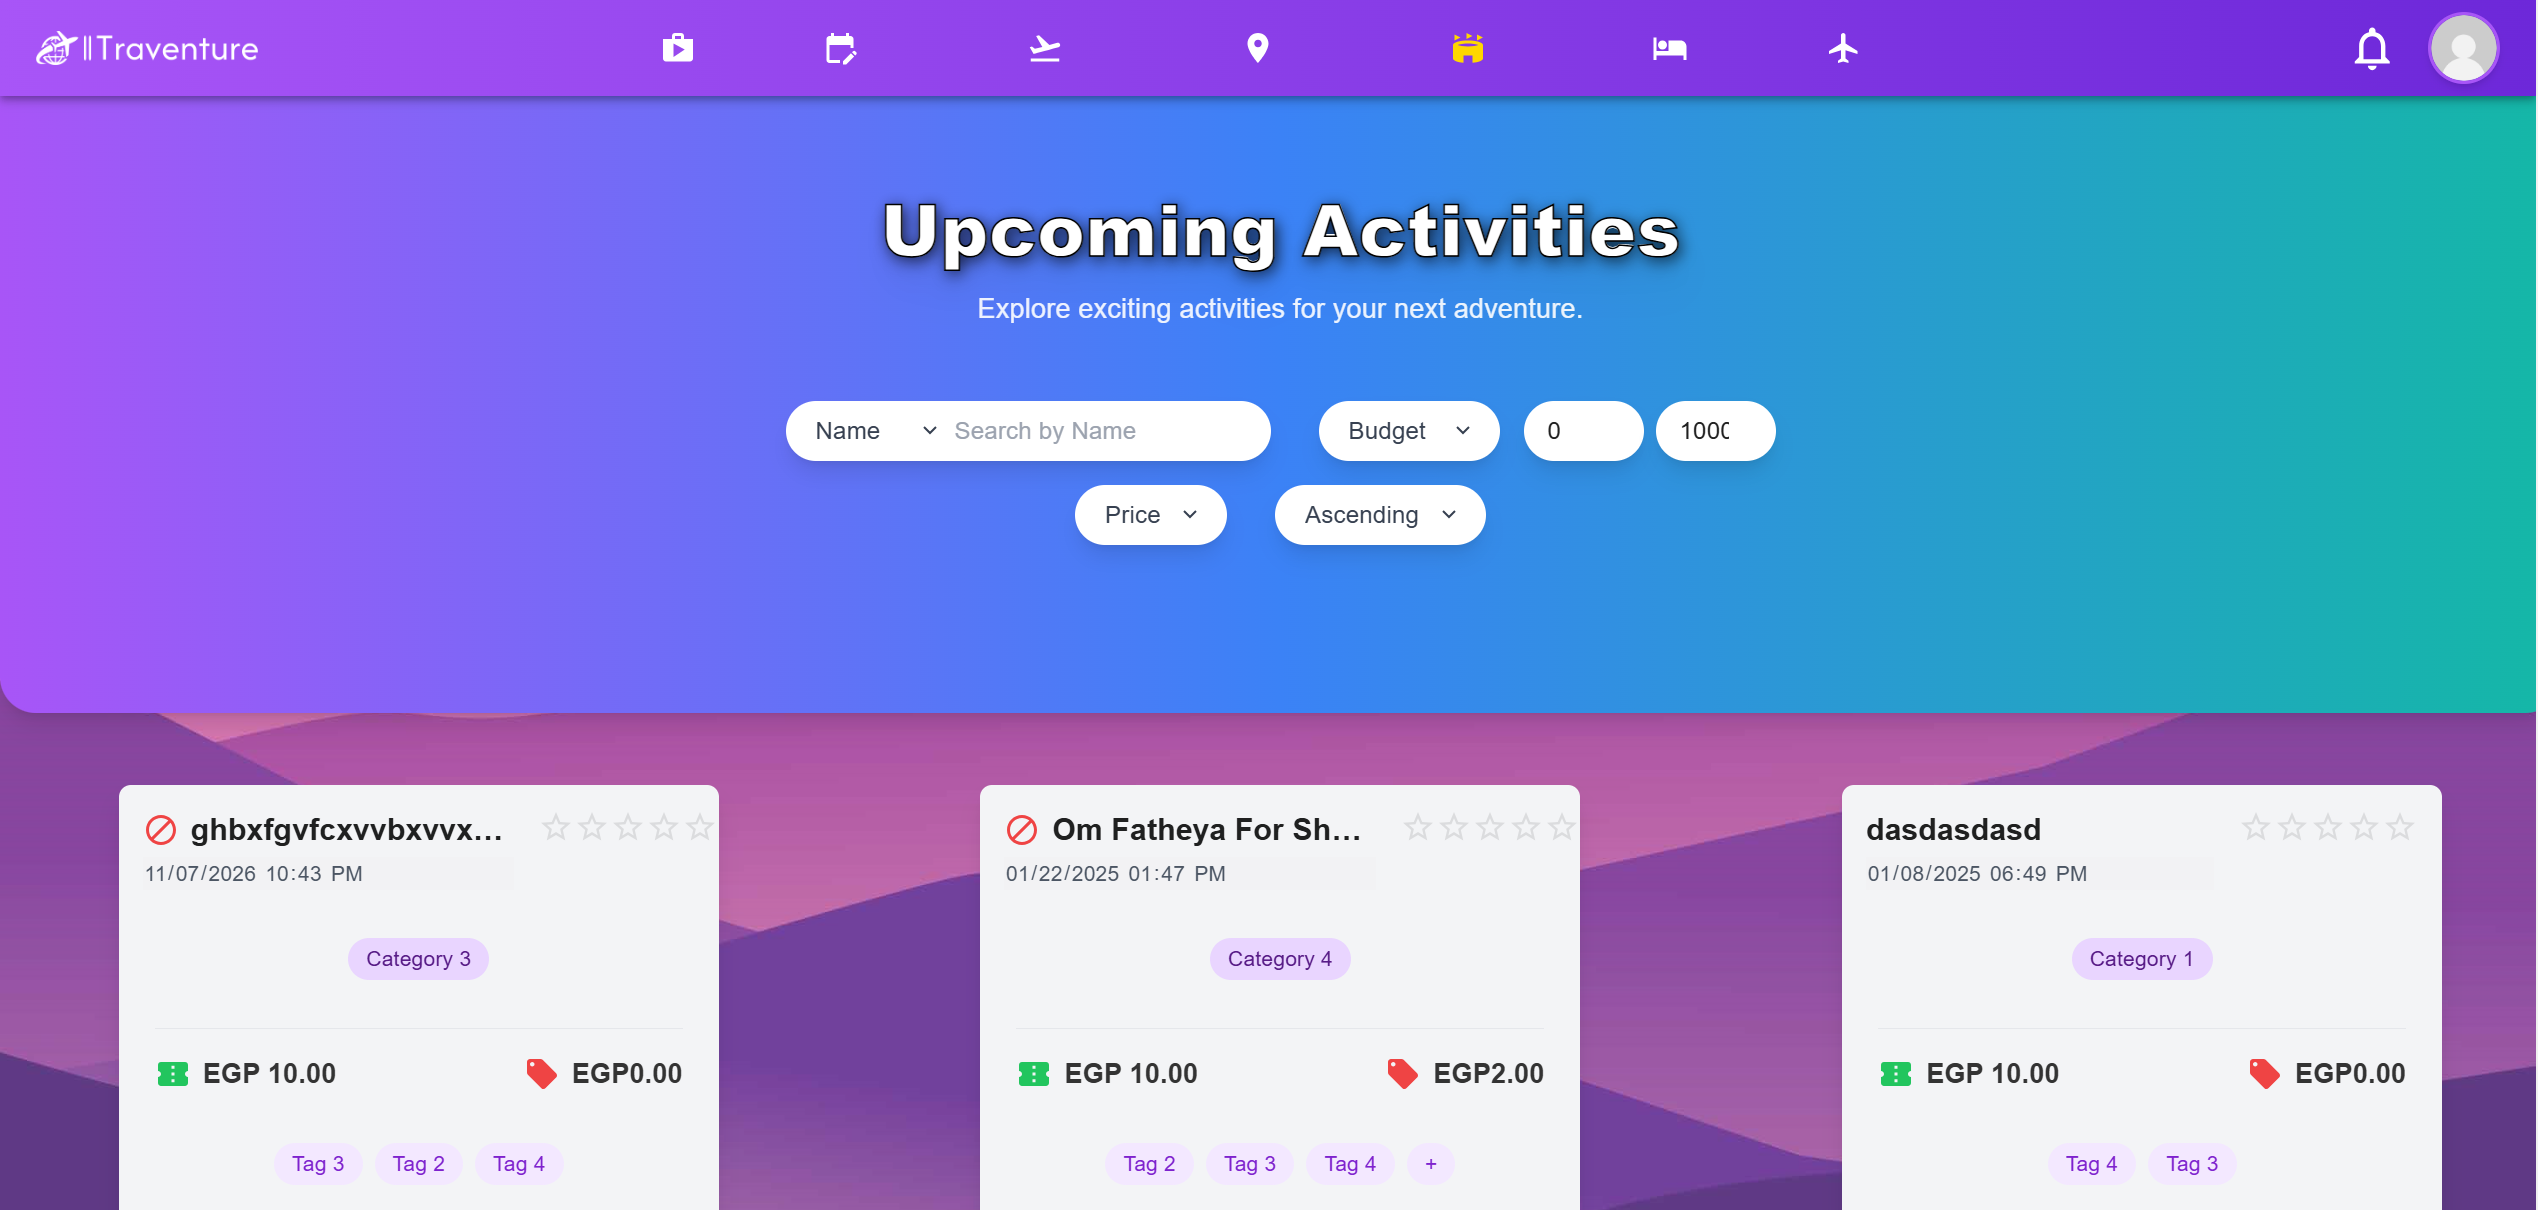 Traventure
Upcoming Activities
Explore exciting activities for your next adventure.
Name Search by Name Budget 0 1000
Price Ascending
ghbxfgvfcxvvbxvvx...
11/07/2026 10:43 PM
Category 3
EGP 10.00 EGP0.00
Tag 3 Tag 2 Tag 4
Om Fatheya For Sh...
01/22/2025 01:47 PM
Category 4
EGP 10.00 EGP2.00
Tag 2 Tag 3 Tag 4 +
dasdasdasd
01/08/2025 06:49 PM
Category 1
EGP 10.00 EGP0.00
Tag 4 Tag 3